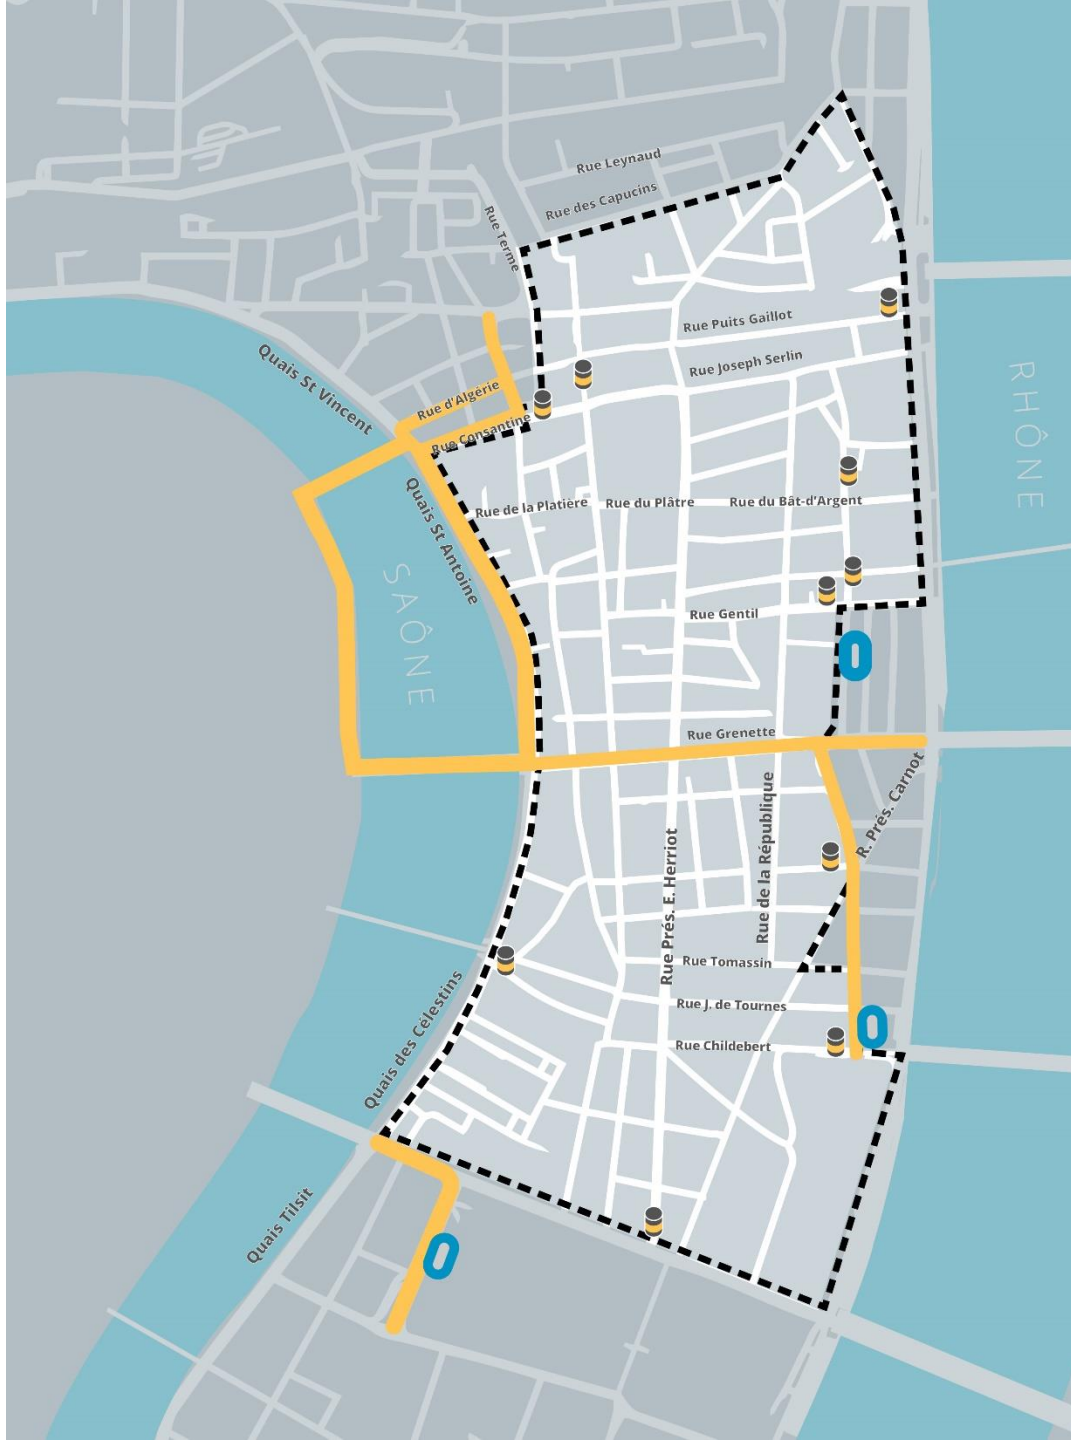 Rue Leynaud
Rue des Capucins
Rue Terme
Rue Puits Gaillot
Rue Joseph Serlin
Quais St Vincent
Rue d'Algérie
Rue Consantine
RHÔNE
Quais St Antoine
Rue de la Platière
Rue du Plâtre
Rue du Bât-d'Argent
SAÔNE
Rue Gentil
Rue Grenette
R. Prés. Carnot
Rue de la République
Rue Prés. E. Herriot
Rue Tomassin
Rue J. de Tournes
Rue Childebert
Quais des Célestins
Quais Tilsit